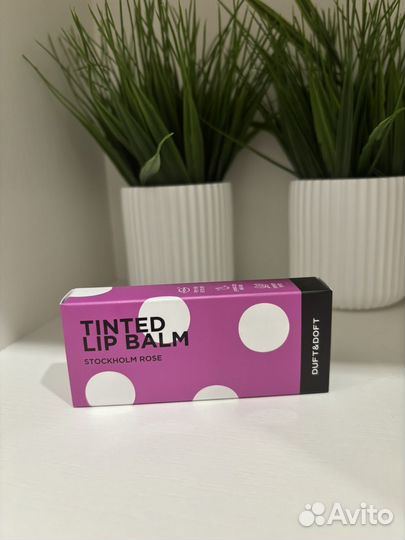 TINTED
LIP BALM
STOCKHOLM ROSE
DUFT&DOFT
Avito